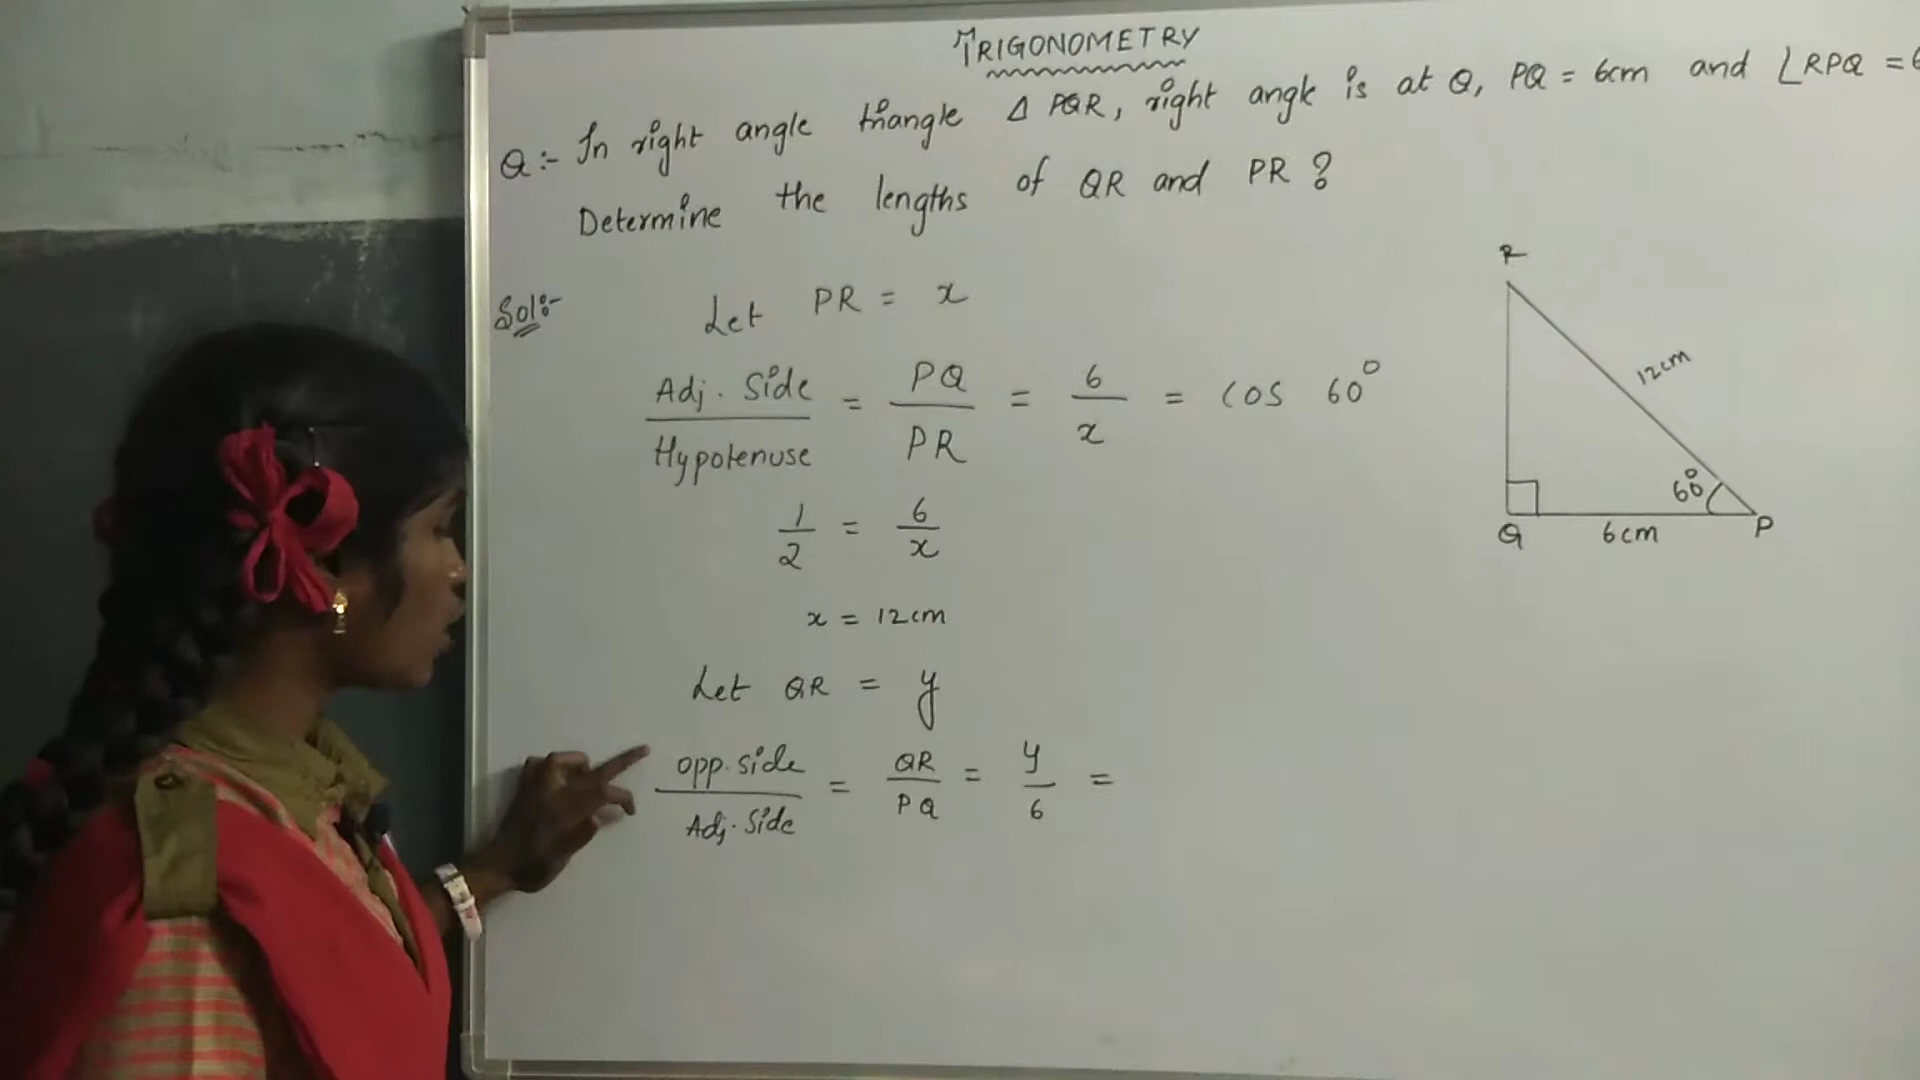 TRIGONOMETRY
Q:- In right angle triangle Δ PQR, right angle is at Q, PQ = 6cm and ∠RPQ = 6
Determine the lengths of QR and PR ?
Sol:-
Let PR = x
Adj. Side / Hypotenuse = PQ / PR = 6 / x = cos 60°
1 / 2 = 6 / x
x = 12cm
Let QR = y
opp. side / Adj. Side = QR / PQ = y / 6 =
R
12cm
60°
Q 6cm P